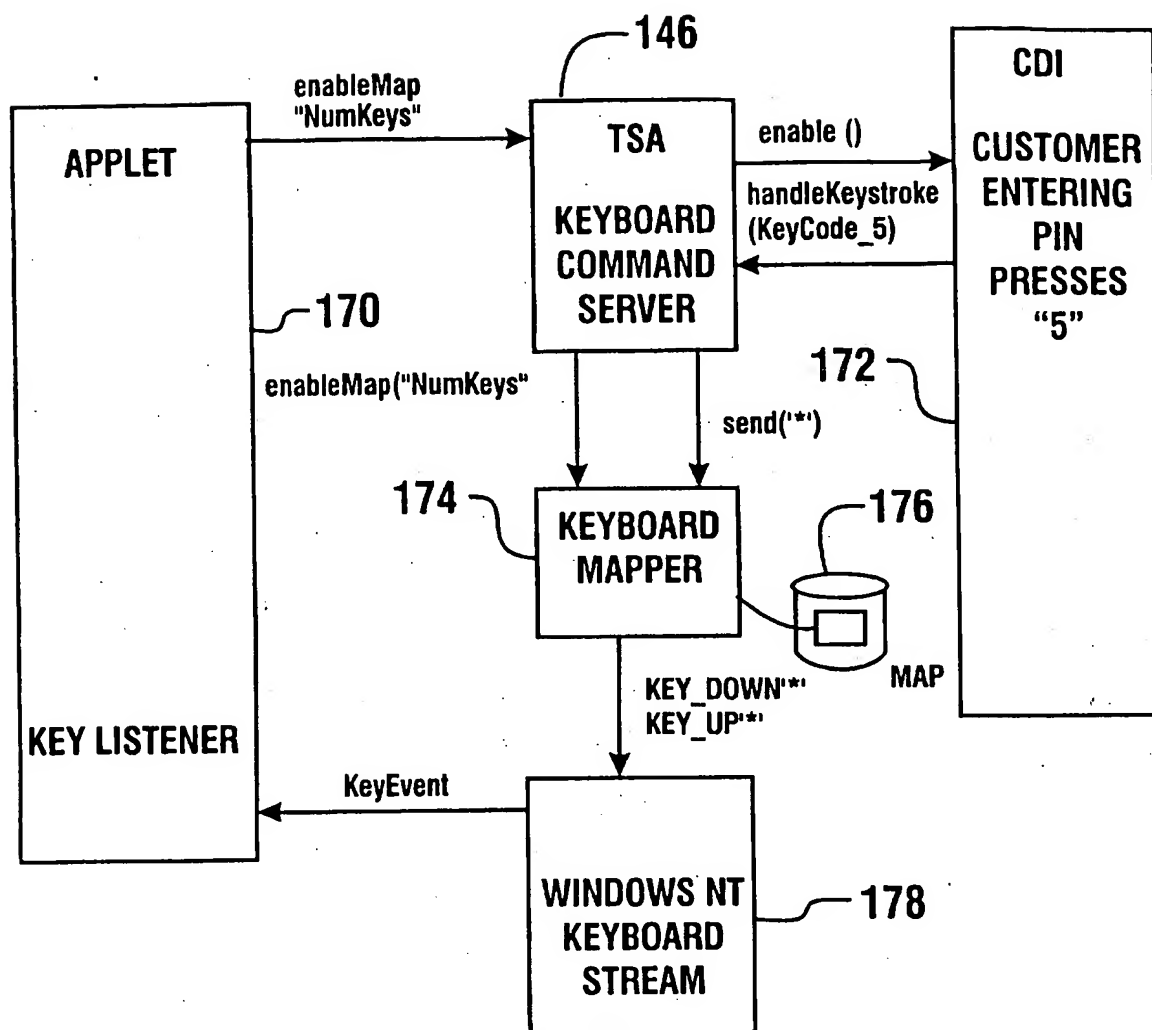 146
enableMap
"NumKeys"
APPLET
TSA
KEYBOARD
COMMAND
SERVER
enable ()
handleKeystroke
(KeyCode_5)
CDI
CUSTOMER
ENTERING
PIN
PRESSES
"5"
170
172
enableMap("NumKeys"
send('*')
174
KEYBOARD
MAPPER
176
MAP
KEY_DOWN'*'
KEY_UP'*'
KEY LISTENER
KeyEvent
WINDOWS NT
KEYBOARD
STREAM
178